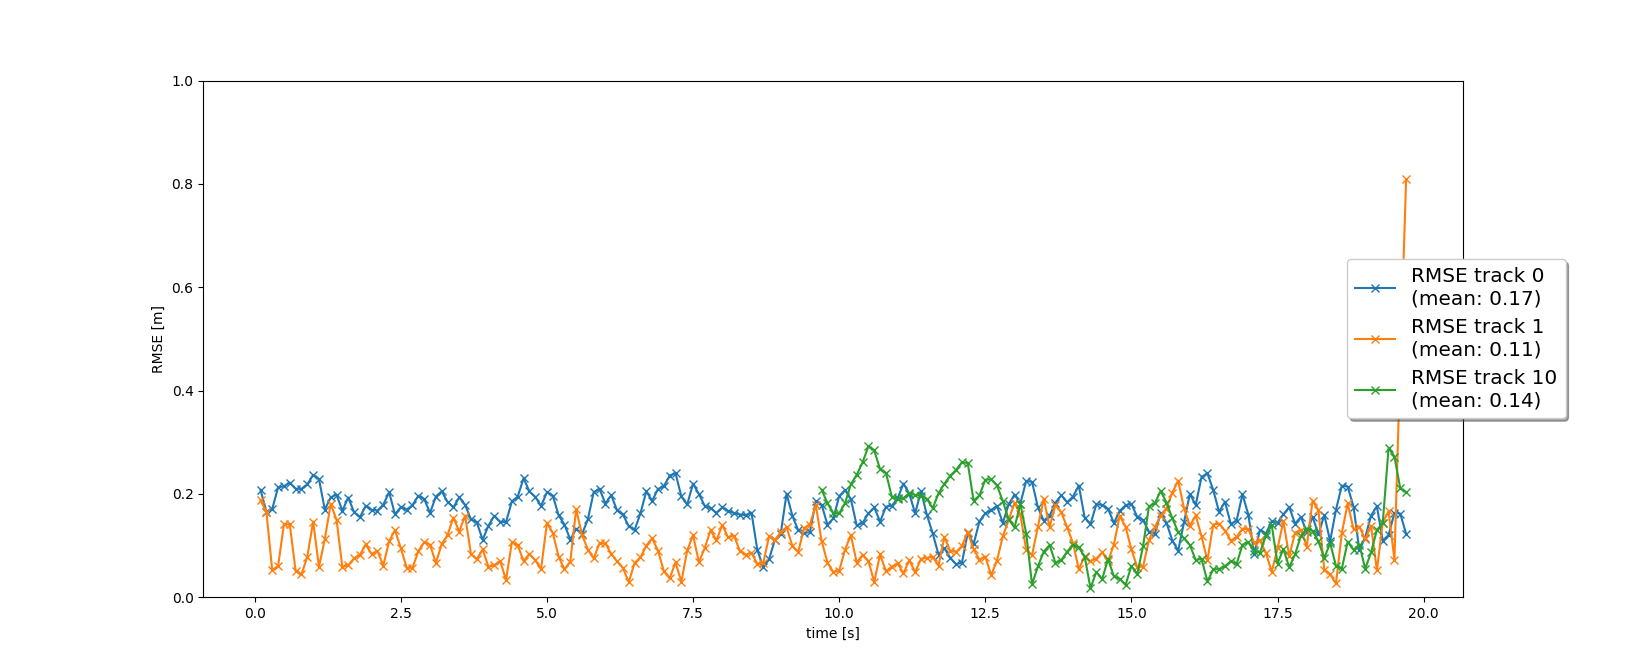 1.0
0.8
0.6
0.4
0.2
0.0
RMSE [m]
0.0 2.5 5.0 7.5 10.0 12.5 15.0 17.5 20.0
time [s]
RMSE track 0
(mean: 0.17)
RMSE track 1
(mean: 0.11)
RMSE track 10
(mean: 0.14)